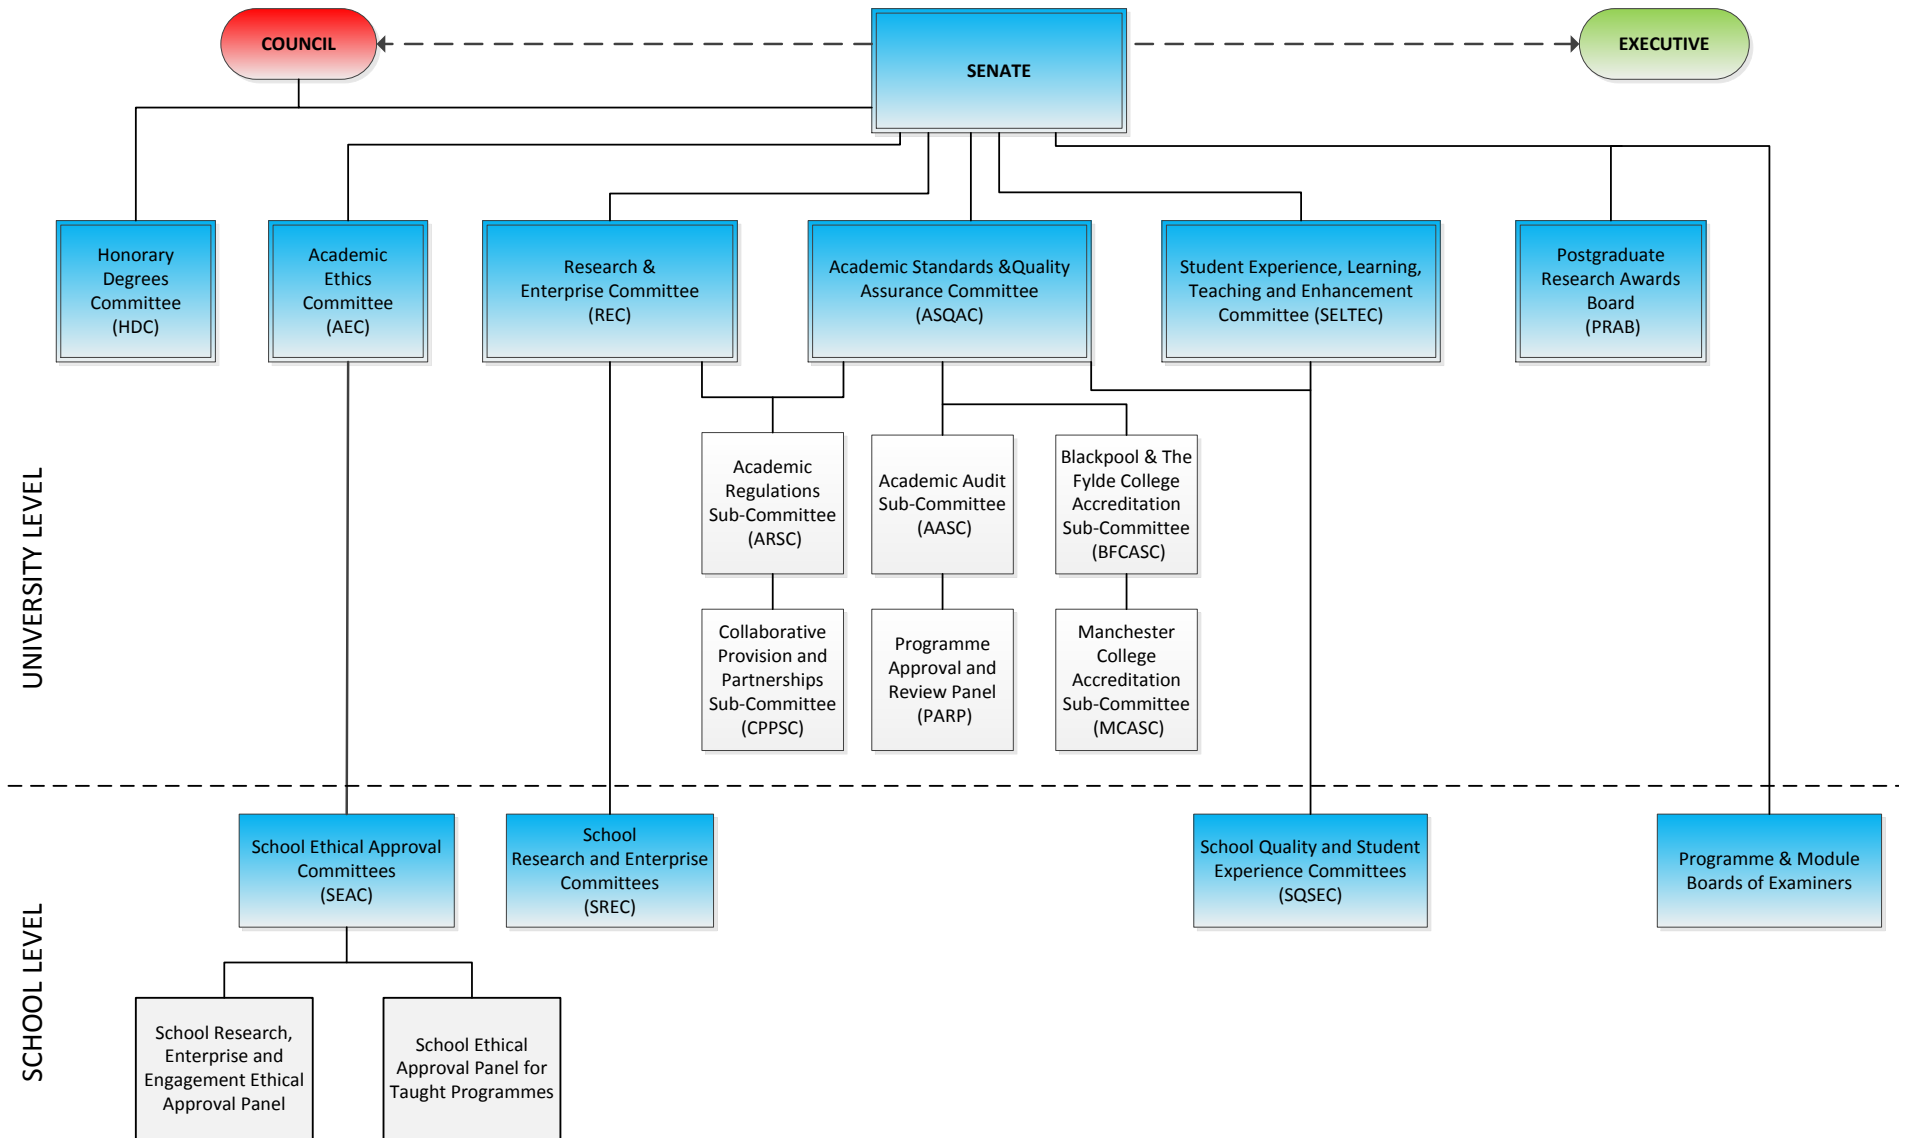 COUNCIL
SENATE
EXECUTIVE
Honorary
Degrees
Committee
(HDC)
Academic
Ethics
Committee
(AEC)
Research &
Enterprise Committee
(REC)
Academic Standards &Quality
Assurance Committee
(ASQAC)
Student Experience, Learning,
Teaching and Enhancement
Committee (SELTEC)
Postgraduate
Research Awards
Board
(PRAB)
UNIVERSITY LEVEL
Academic
Regulations
Sub-Committee
(ARSC)
Academic Audit
Sub-Committee
(AASC)
Blackpool & The
Fylde College
Accreditation
Sub-Committee
(BFCASC)
Collaborative
Provision and
Partnerships
Sub-Committee
(CPPSC)
Programme
Approval and
Review Panel
(PARP)
Manchester
College
Accreditation
Sub-Committee
(MCASC)
SCHOOL LEVEL
School Ethical Approval
Committees
(SEAC)
School
Research and Enterprise
Committees
(SREC)
School Quality and Student
Experience Committees
(SQSEC)
Programme & Module
Boards of Examiners
School Research,
Enterprise and
Engagement Ethical
Approval Panel
School Ethical
Approval Panel for
Taught Programmes